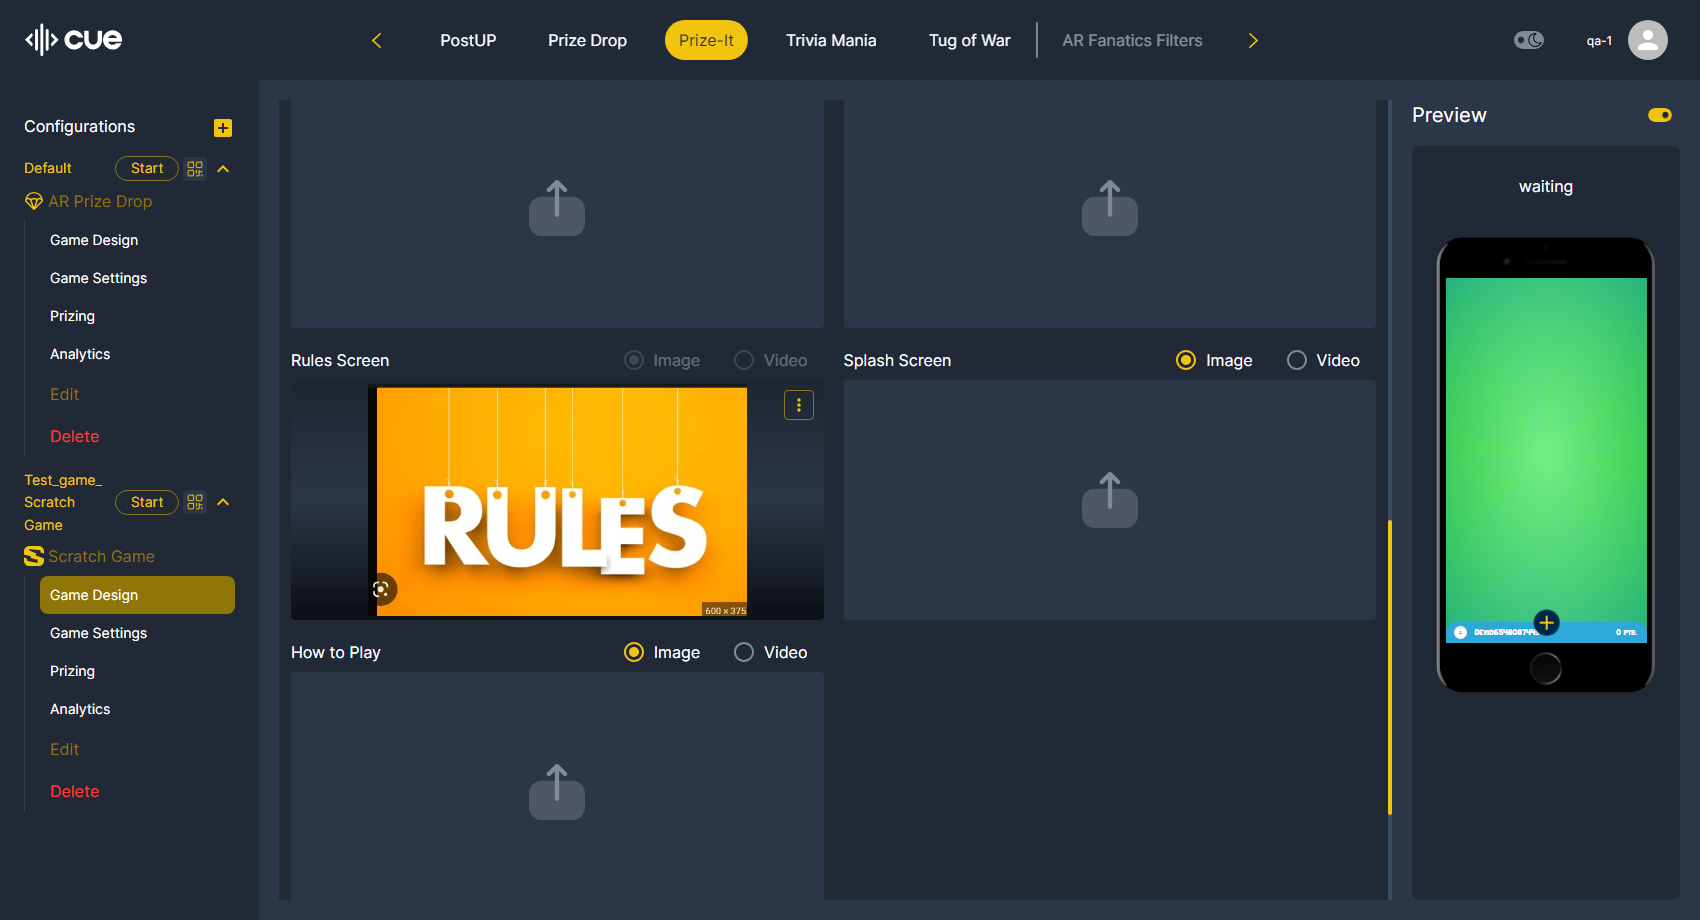 cue
PostUP
Prize Drop
Prize-It
Trivia Mania
Tug of War
AR Fanatics Filters
qa-1
Configurations
Default
Start
AR Prize Drop
Game Design
Game Settings
Prizing
Analytics
Edit
Delete
Test_game_
Scratch
Game
Start
Scratch Game
Game Design
Game Settings
Prizing
Analytics
Edit
Delete
Rules Screen
Image
Video
RULES
600 × 375
Splash Screen
Image
Video
How to Play
Image
Video
Preview
waiting
0 PTS.